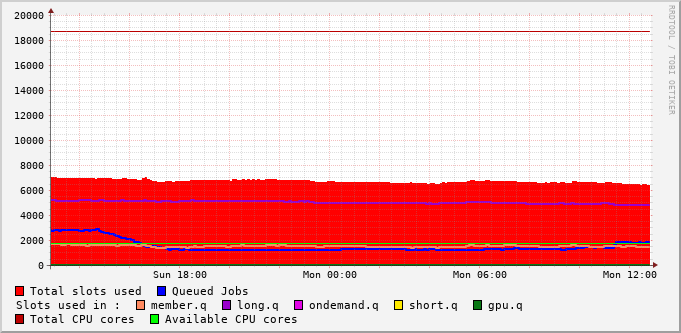 RRDTOOL / TOBI OETIKER
20000
18000
16000
14000
12000
10000
8000
6000
4000
2000
0
Sun 18:00 Mon 00:00 Mon 06:00 Mon 12:00
Total slots used Queued Jobs
Slots used in : member.q long.q ondemand.q short.q gpu.q
Total CPU cores Available CPU cores